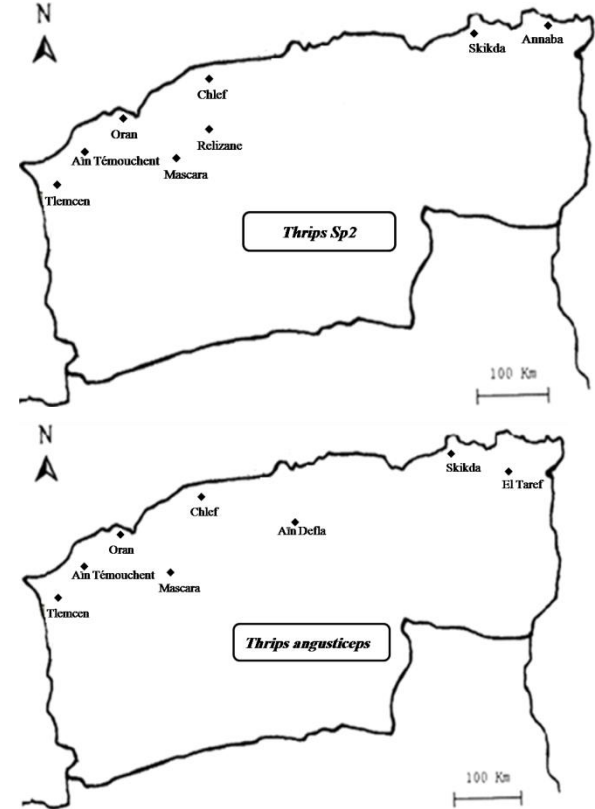 N
Skikda
Annaba
Chlef
Oran
Relizane
Aïn Témouchent
Mascara
Tlemcen
Thrips Sp2
100 Km
N
Skikda
El Taref
Chlef
Aïn Defla
Oran
Aïn Témouchent
Mascara
Tlemcen
Thrips angusticeps
100 Km